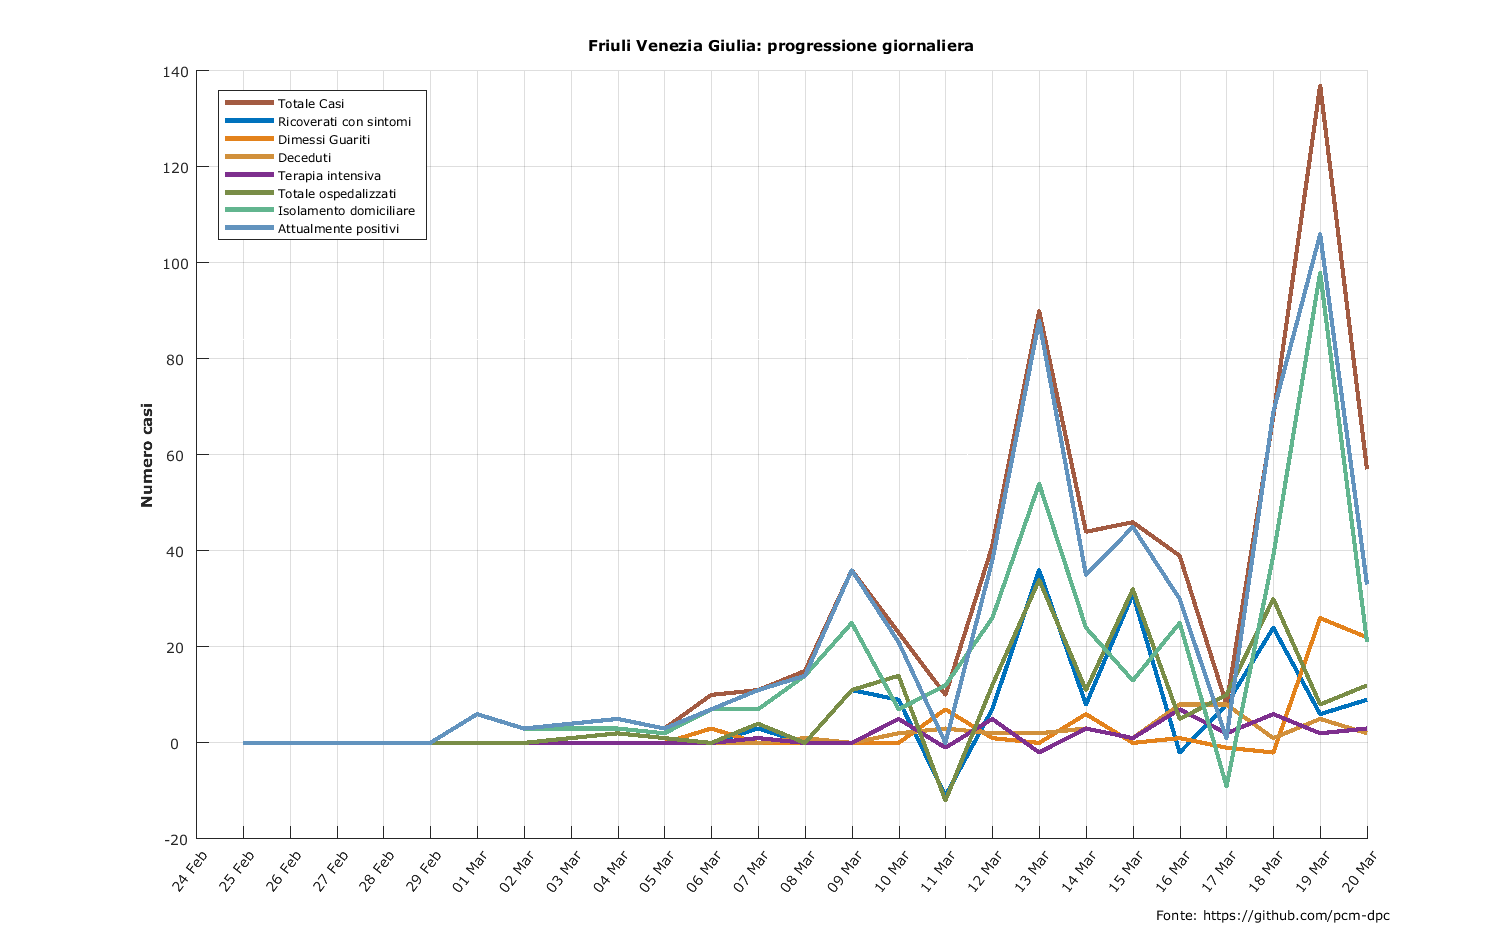 Friuli Venezia Giulia: progressione giornaliera
140
120
100
80
60
40
20
0
-20
Numero casi
Totale Casi
Ricoverati con sintomi
Dimessi Guariti
Deceduti
Terapia intensiva
Totale ospedalizzati
Isolamento domiciliare
Attualmente positivi
24 Feb
25 Feb
26 Feb
27 Feb
28 Feb
29 Feb
01 Mar
02 Mar
03 Mar
04 Mar
05 Mar
06 Mar
07 Mar
08 Mar
09 Mar
10 Mar
11 Mar
12 Mar
13 Mar
14 Mar
15 Mar
16 Mar
17 Mar
18 Mar
19 Mar
20 Mar
Fonte: https://github.com/pcm-dpc